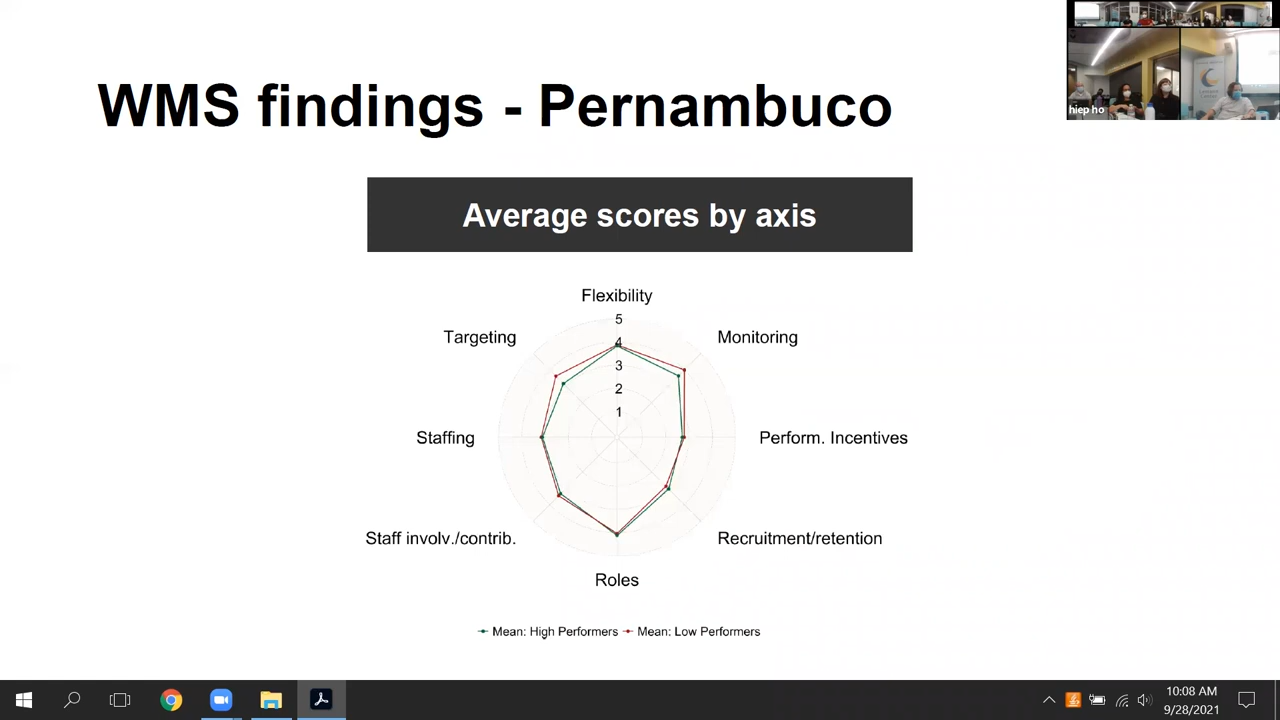 WMS findings - Pernambuco
hiep ho
Average scores by axis
Flexibility
5
Targeting
Monitoring
4
3
2
1
Staffing
Perform. Incentives
Staff involv./contrib.
Recruitment/retention
Roles
Mean: High Performers
Mean: Low Performers
10:08 AM
9/28/2021